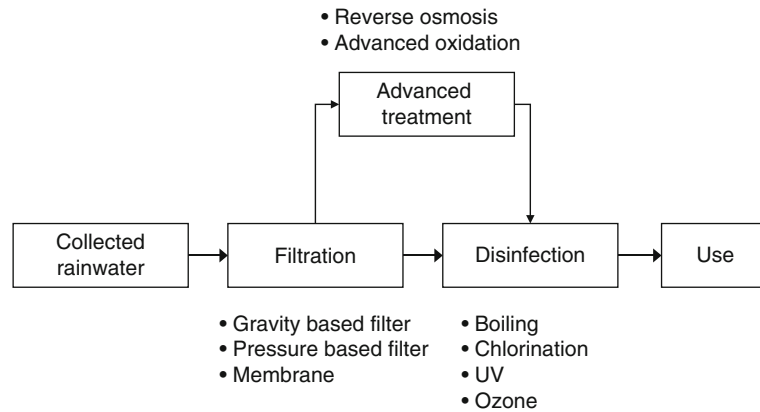 • Reverse osmosis
• Advanced oxidation
Advanced
treatment
Collected
rainwater
Filtration
Disinfection
Use
• Gravity based filter
• Pressure based filter
• Membrane
• Boiling
• Chlorination
• UV
• Ozone